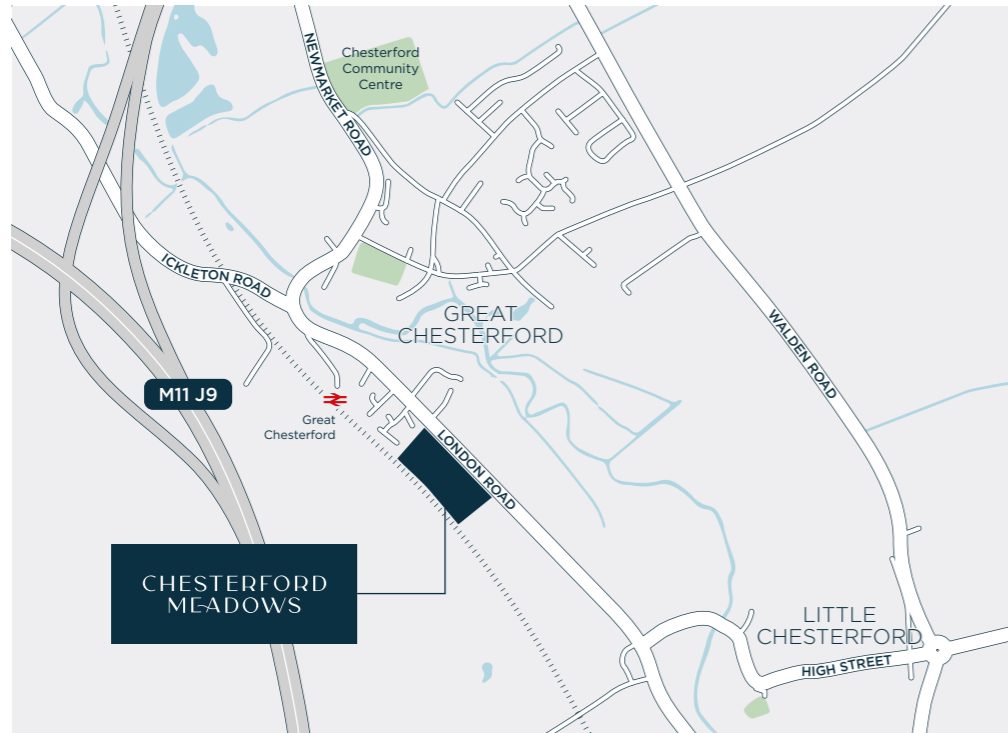 NEWMARKET ROAD
Chesterford
Community
Centre
ICKLETON ROAD
GREAT
CHESTERFORD
WALDEN ROAD
M11 J9
Great
Chesterford
LONDON ROAD
CHESTERFORD
MEADOWS
LITTLE
CHESTERFORD
HIGH STREET